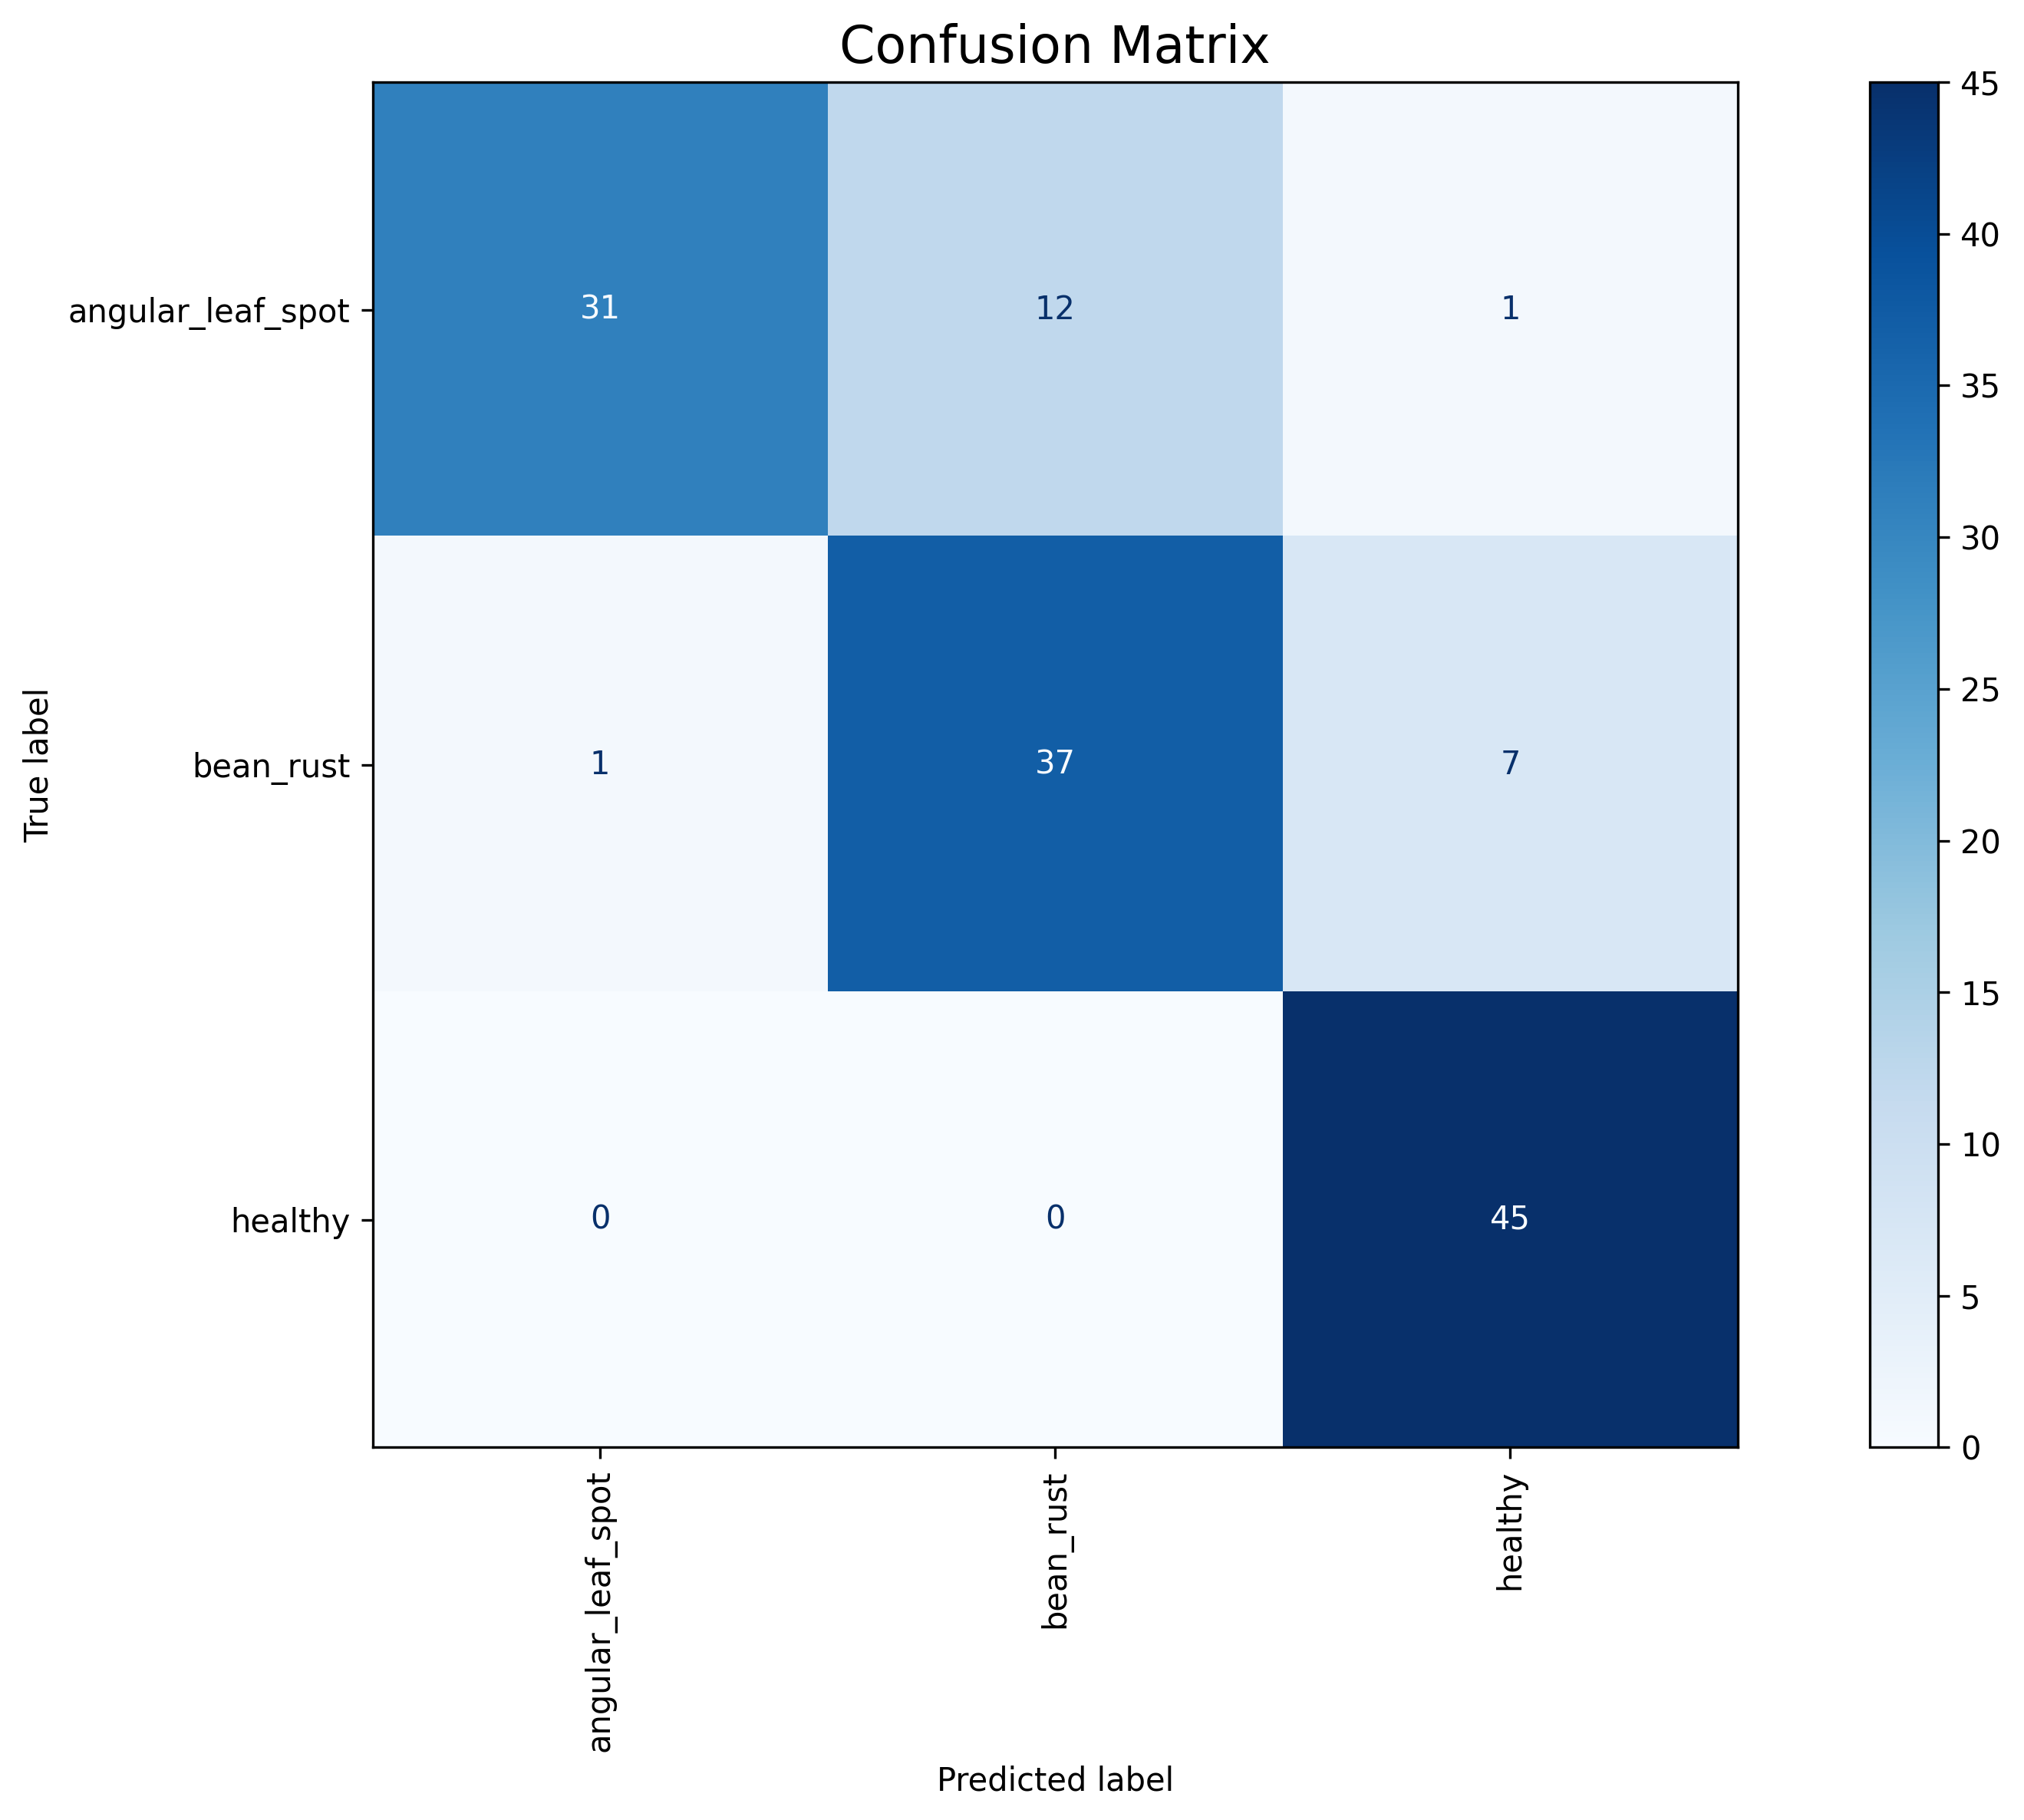 Confusion Matrix
angular_leaf_spot
bean_rust
healthy
True label
31 12 1
1 37 7
0 0 45
angular_leaf_spot
bean_rust
healthy
Predicted label
45
40
35
30
25
20
15
10
5
0